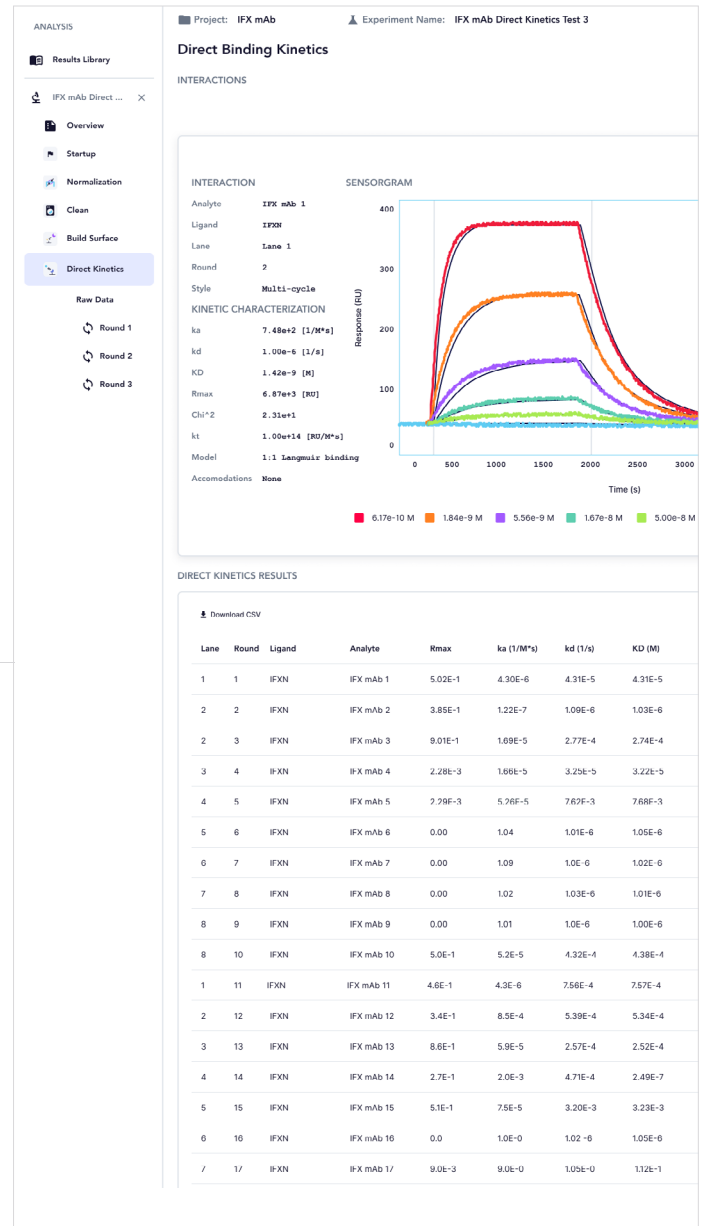 ANALYSIS
Results Library
IFX mAb Direct ...
Overview
Startup
Normalization
Clean
Build Surface
Direct Kinetics
Raw Data
Round 1
Round 2
Round 3
Project: IFX mAb Experiment Name: IFX mAb Direct Kinetics Test 3
Direct Binding Kinetics
INTERACTIONS
INTERACTION
Analyte IFX mAb 1
Ligand IFXN
Lane Lane 1
Round 2
Style Multi-cycle
KINETIC CHARACTERIZATION
ka 7.48e+2 [1/M*s]
kd 1.00e-6 [1/s]
KD 1.42e-9 [M]
Rmax 6.87e+3 [RU]
Chi^2 2.31e+1
kt 1.00e+14 [RU/M*s]
Model 1:1 Langmuir binding
Accomodations None
SENSORGRAM
Response (RU)
400
300
200
100
0
0 500 1000 1500 2000 2500 3000
Time (s)
6.17e-10 M 1.84e-9 M 5.56e-9 M 1.67e-8 M 5.00e-8 M
DIRECT KINETICS RESULTS
Download CSV
Lane Round Ligand Analyte Rmax ka (1/M*s) kd (1/s) KD (M)
1 1 IFXN IFX mAb 1 5.02E-1 4.30E-6 4.31E-5 4.31E-5
2 2 IFXN IFX mAb 2 3.85E-1 1.22E-7 1.09E-6 1.03E-6
2 3 IFXN IFX mAb 3 9.01E-1 1.69E-5 2.77E-4 2.74E-4
3 4 IFXN IFX mAb 4 2.28E-3 1.66E-5 3.25E-5 3.22E-5
4 5 IFXN IFX mAb 5 2.29E-3 5.26E-5 7.62E-3 7.68E-3
5 6 IFXN IFX mAb 6 0.00 1.04 1.01E-6 1.05E-6
6 7 IFXN IFX mAb 7 0.00 1.09 1.0E-6 1.02E-6
7 8 IFXN IFX mAb 8 0.00 1.02 1.03E-6 1.01E-6
8 9 IFXN IFX mAb 9 0.00 1.01 1.0E-6 1.00E-6
8 10 IFXN IFX mAb 10 5.0E-1 5.2E-5 4.32E-4 4.38E-4
1 11 IFXN IFX mAb 11 4.6E-1 4.3E-6 7.56E-4 7.57E-4
2 12 IFXN IFX mAb 12 3.4E-1 8.5E-4 5.39E-4 5.34E-4
3 13 IFXN IFX mAb 13 8.6E-1 5.9E-5 2.57E-4 2.52E-4
4 14 IFXN IFX mAb 14 2.7E-1 2.0E-3 4.71E-4 2.49E-7
5 15 IFXN IFX mAb 15 5.1E-1 7.5E-5 3.20E-3 3.23E-3
6 16 IFXN IFX mAb 16 0.0 1.0E-0 1.02 -6 1.05E-6
7 17 IFXN IFX mAb 17 9.0E-3 9.0E-0 1.05E-0 1.12E-1